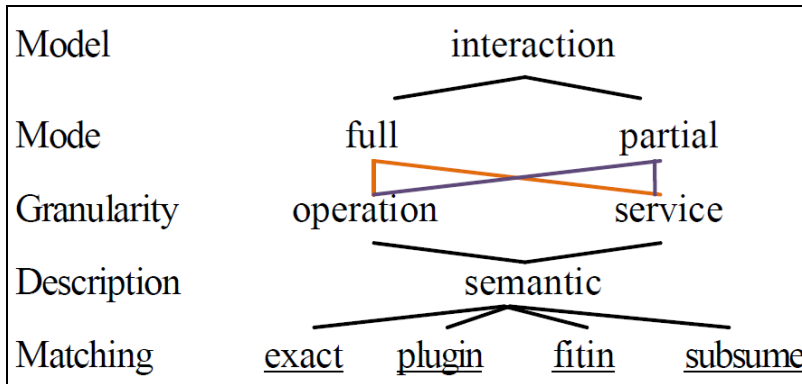 Model interaction
Mode full partial
Granularity operation service
Description semantic
Matching exact plugin fitin subsume